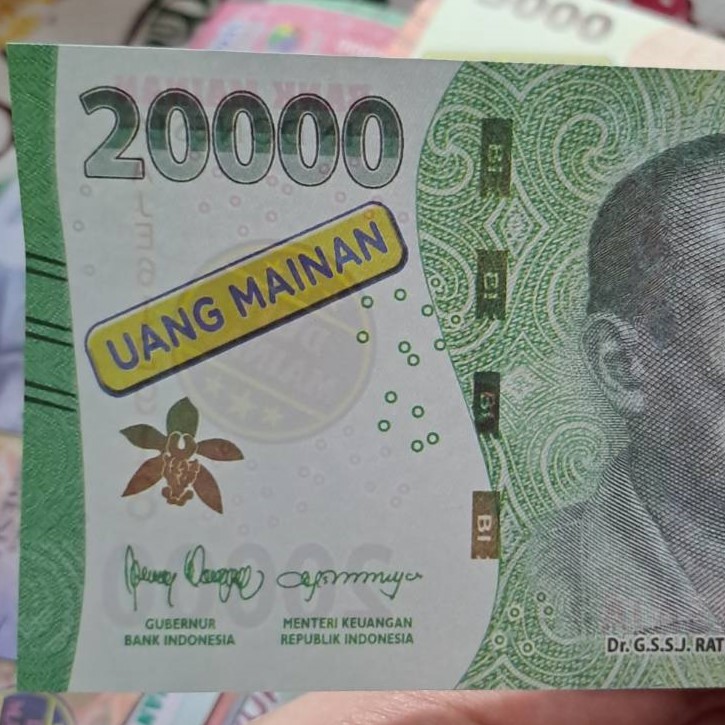 20000
UANG MAINAN
BI
BI
BI
BI
GUBERNUR
BANK INDONESIA
MENTERI KEUANGAN
REPUBLIK INDONESIA
Dr. G.S.S.J. RAT